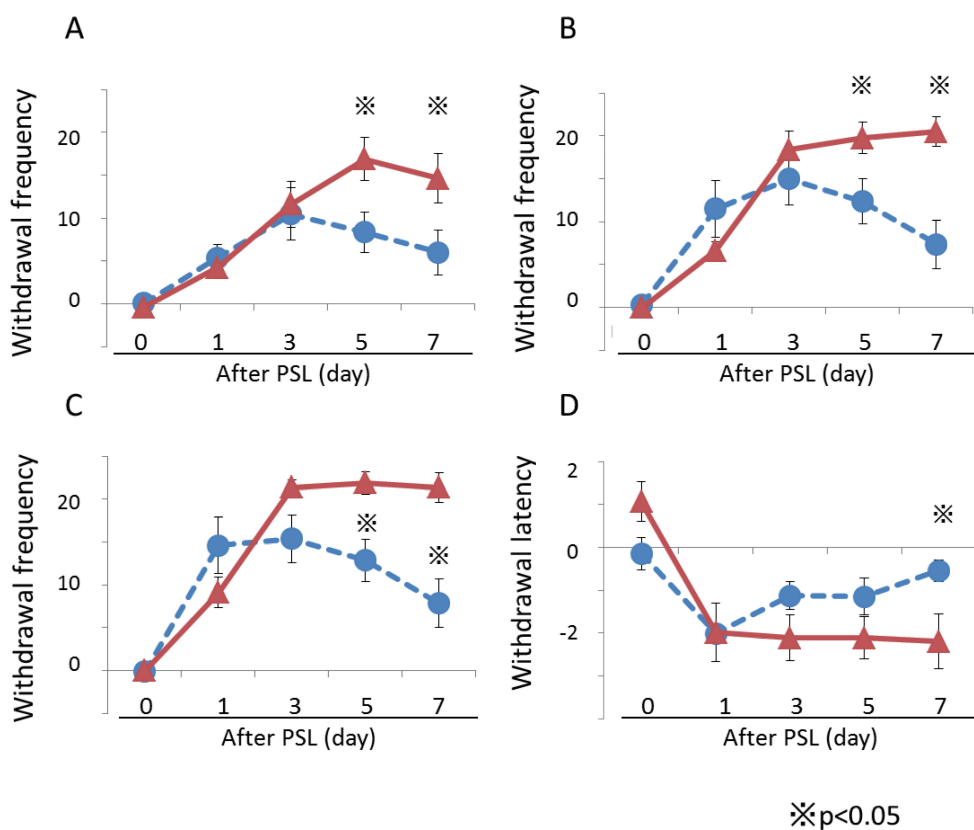 A
Withdrawal frequency
20
10
0
※ ※
0 1 3 5 7
After PSL (day)
B
Withdrawal frequency
20
10
0
※ ※
0 1 3 5 7
After PSL (day)
C
Withdrawal frequency
20
10
0
※
※
0 1 3 5 7
After PSL (day)
D
Withdrawal latency
2
0
-2
※
0 1 3 5 7
After PSL (day)
※p<0.05